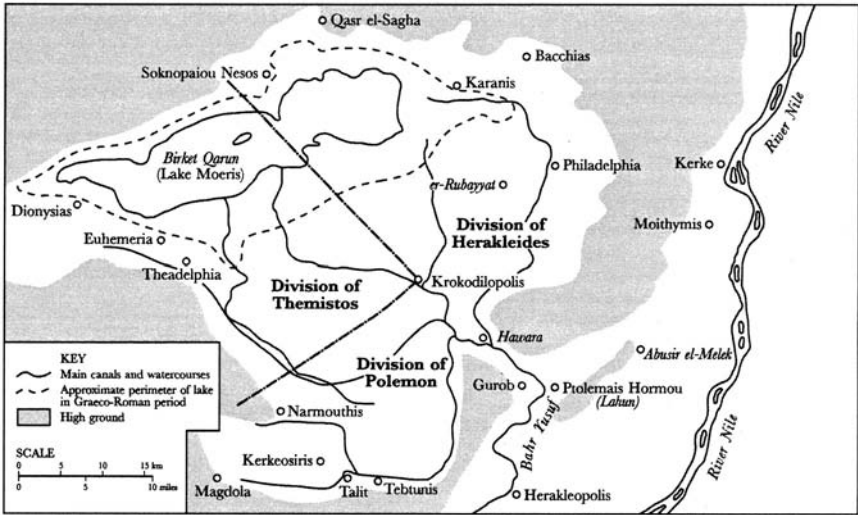 Qasr el-Sagha
Bacchias
Soknopaiou Nesos
Karanis
River Nile
Birket Qarun
(Lake Moeris)
Philadelphia
Kerke
er-Rubayyat
Dionysias
Division of
Herakleides
Moithymis
Euhemeria
Theadelphia
Division of
Themistos
Krokodilopolis
Hawara
Abusir el-Melek
KEY
Main canals and watercourses
Approximate perimeter of lake
in Graeco-Roman period
High ground
Division of
Polemon
Gurob
Ptolemais Hormou
(Lahun)
Narmouthis
Bahr Yusuf
River Nile
SCALE
0 5 10 15 km
0 5 10 miles
Kerkeosiris
Magdola
Talit
Tebtunis
Herakleopolis